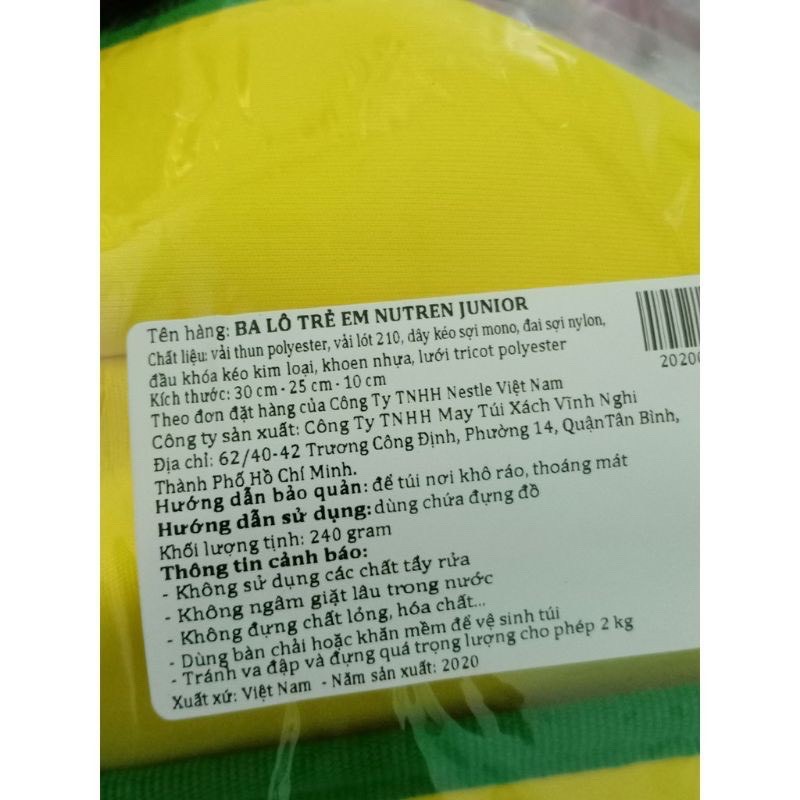 Tên hàng: BA LÔ TRẺ EM NUTREN JUNIOR
Chất liệu: vải thun polyester, vải lót 210, dây kéo sợi mono, đai sợi nylon,
đầu khóa kéo kim loại, khoen nhựa, lưới tricot polyester
Kích thước: 30 cm - 25 cm - 10 cm
Theo đơn đặt hàng của Công Ty TNHH Nestle Việt Nam
Công ty sản xuất: Công Ty TNHH May Túi Xách Vĩnh Nghi
Địa chỉ: 62/40-42 Trương Công Định, Phường 14, QuậnTân Bình,
Thành Phố Hồ Chí Minh.
Hướng dẫn bảo quản: để túi nơi khô ráo, thoáng mát
Hướng dẫn sử dụng: dùng chứa đựng đồ
Khối lượng tịnh: 240 gram
Thông tin cảnh báo:
- Không sử dụng các chất tẩy rửa
- Không ngâm giặt lâu trong nước
- Không đựng chất lỏng, hóa chất...
- Dùng bàn chải hoặc khăn mềm để vệ sinh túi
- Tránh va đập và đựng quá trọng lượng cho phép 2 kg
Xuất xứ: Việt Nam - Năm sản xuất: 2020